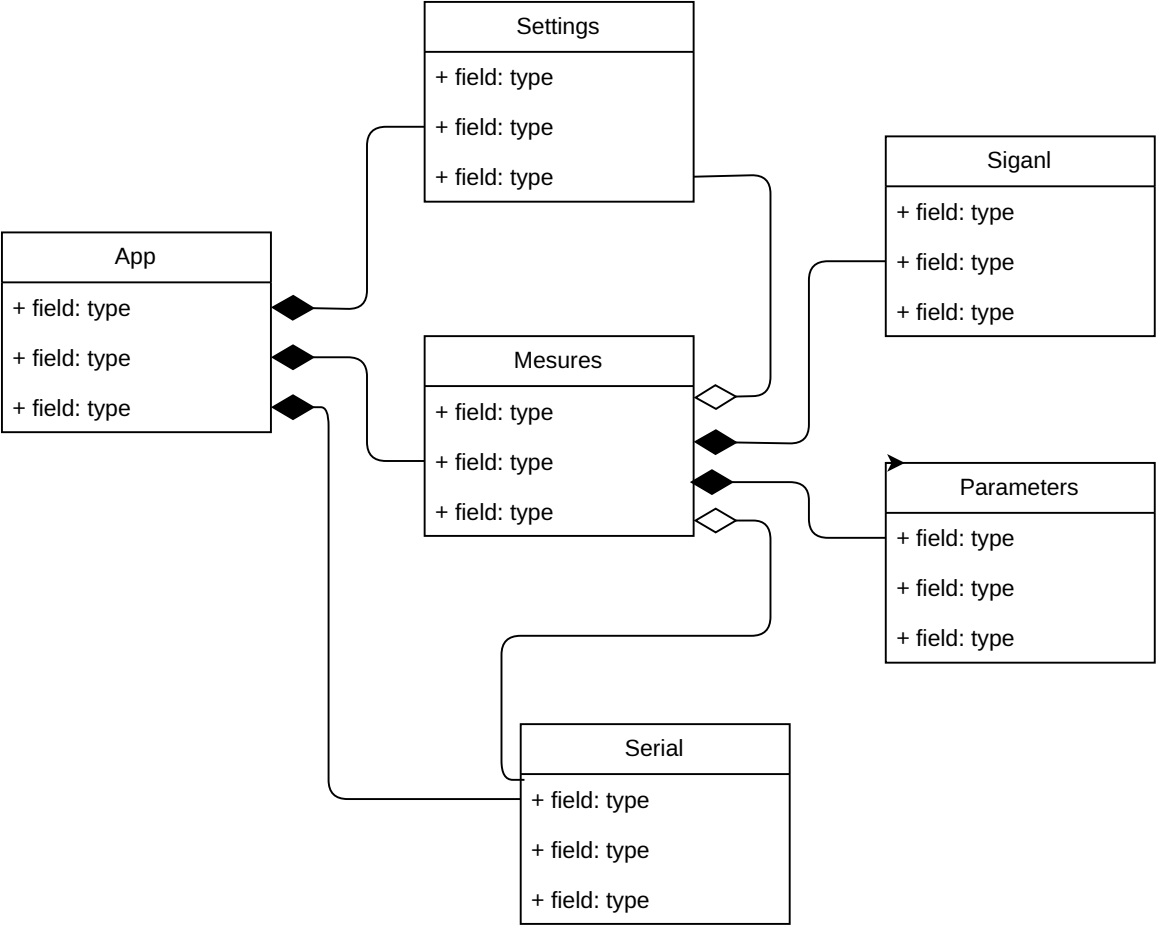 Settings
+ field: type
+ field: type
+ field: type
Siganl
+ field: type
+ field: type
+ field: type
App
+ field: type
+ field: type
+ field: type
Mesures
+ field: type
+ field: type
+ field: type
Parameters
+ field: type
+ field: type
+ field: type
Serial
+ field: type
+ field: type
+ field: type